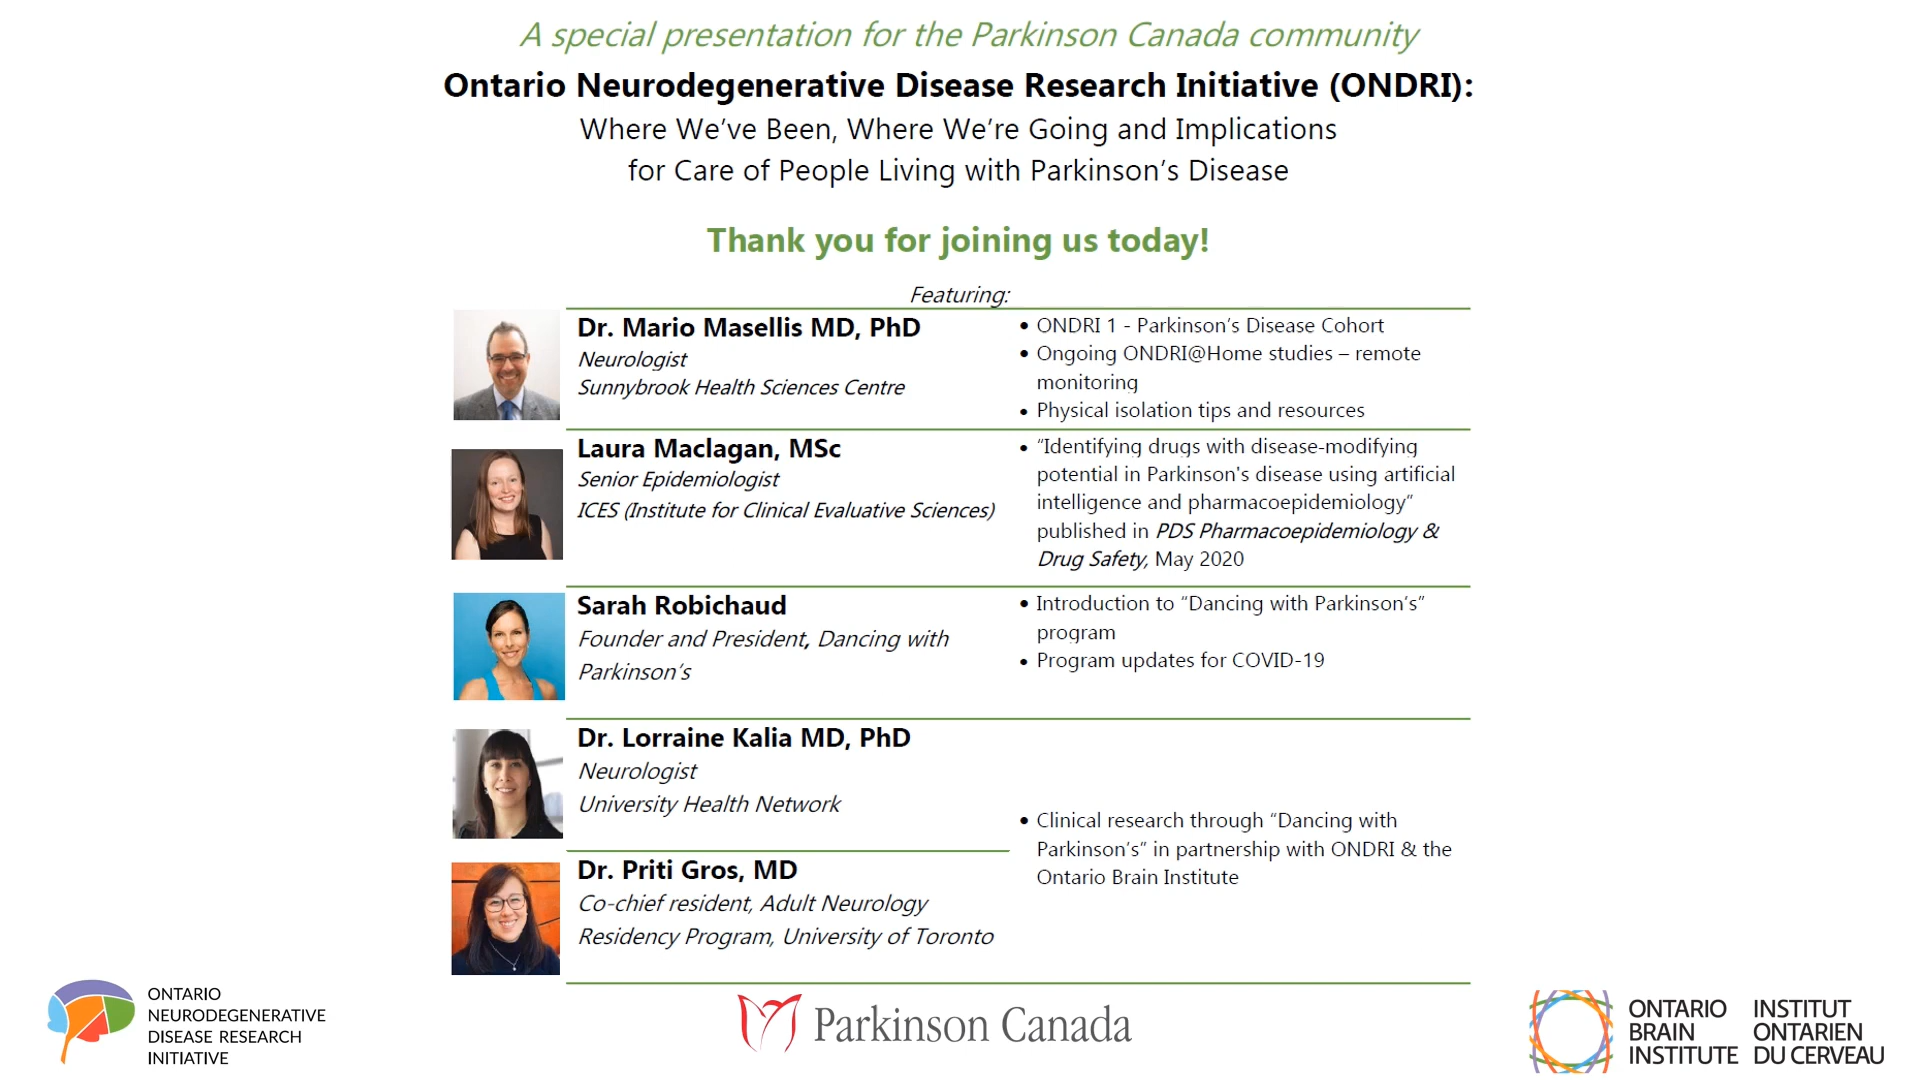 A special presentation for the Parkinson Canada community
Ontario Neurodegenerative Disease Research Initiative (ONDRI):
Where We've Been, Where We're Going and Implications
for Care of People Living with Parkinson's Disease
Thank you for joining us today!
Featuring:
Dr. Mario Masellis MD, PhD
Neurologist
Sunnybrook Health Sciences Centre
• ONDRI 1 - Parkinson's Disease Cohort
• Ongoing ONDRI@Home studies – remote
monitoring
• Physical isolation tips and resources
Laura Maclagan, MSc
Senior Epidemiologist
ICES (Institute for Clinical Evaluative Sciences)
• “Identifying drugs with disease-modifying
potential in Parkinson's disease using artificial
intelligence and pharmacoepidemiology”
published in PDS Pharmacoepidemiology &
Drug Safety, May 2020
Sarah Robichaud
Founder and President, Dancing with
Parkinson's
• Introduction to “Dancing with Parkinson's”
program
• Program updates for COVID-19
Dr. Lorraine Kalia MD, PhD
Neurologist
University Health Network
Dr. Priti Gros, MD
Co-chief resident, Adult Neurology
Residency Program, University of Toronto
• Clinical research through “Dancing with
Parkinson's” in partnership with ONDRI & the
Ontario Brain Institute
ONTARIO
NEURODEGENERATIVE
DISEASE RESEARCH
INITIATIVE
Parkinson Canada
ONTARIO
BRAIN
INSTITUTE
INSTITUT
ONTARIEN
DU CERVEAU